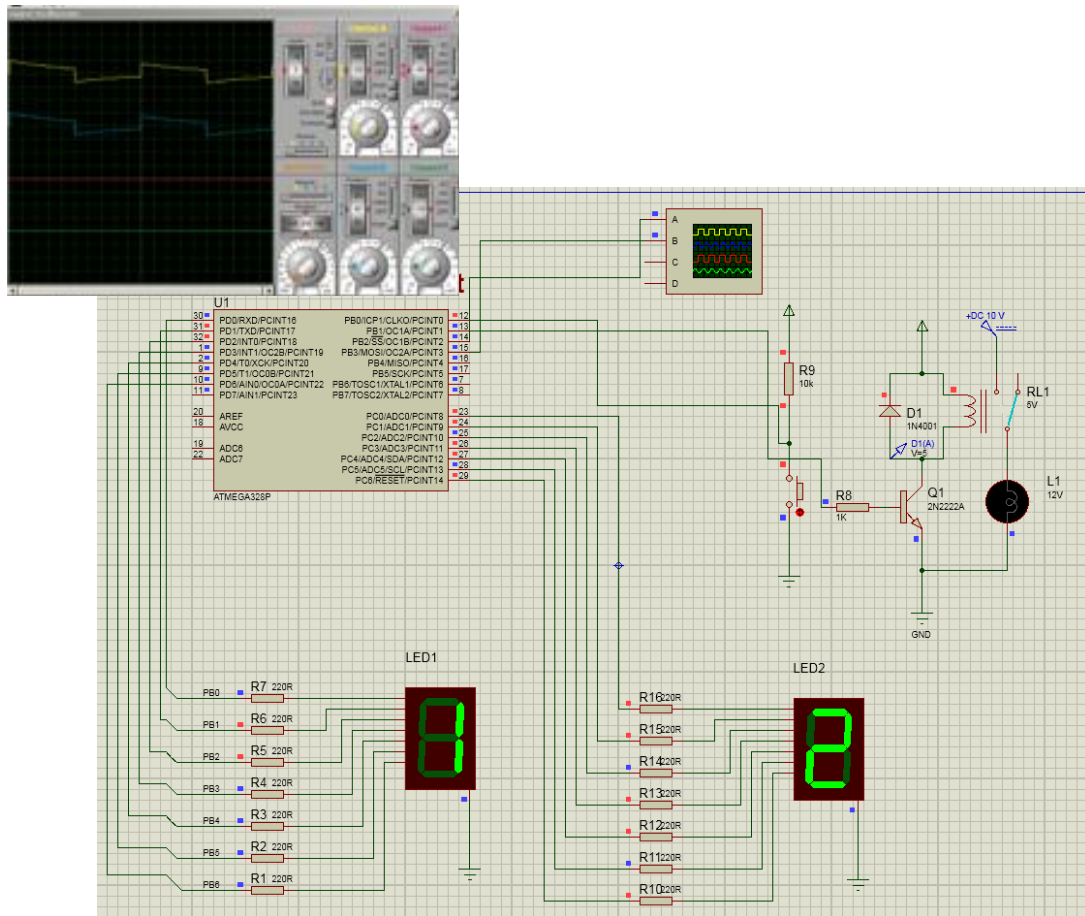 A
B
C
D
t
U1
30 PD0/RXD/PCINT16 PB0/ICP1/CLKO/PCINT0 12
31 PD1/TXD/PCINT17 PB1/OC1A/PCINT1 13
32 PD2/INT0/PCINT18 PB2/SS/OC1B/PCINT2 14
1 PD3/INT1/OC2B/PCINT19 PB3/MOSI/OC2A/PCINT3 15
2 PD4/T0/XCK/PCINT20 PB4/MISO/PCINT4 16
9 PD5/T1/OC0B/PCINT21 PB5/SCK/PCINT5 17
10 PD6/AIN0/OC0A/PCINT22 PB6/TOSC1/XTAL1/PCINT6 7
11 PD7/AIN1/PCINT23 PB7/TOSC2/XTAL2/PCINT7 8
20 AREF PC0/ADC0/PCINT8 23
18 AVCC PC1/ADC1/PCINT9 24
PC2/ADC2/PCINT10 25
19 ADC6 PC3/ADC3/PCINT11 26
22 ADC7 PC4/ADC4/SDA/PCINT12 27
PC5/ADC5/SCL/PCINT13 28
PC6/RESET/PCINT14 29
ATMEGA328P
+DC 10 V
R9
10k
D1
1N4001
D1(A)
V=5
RL1
5V
R8
1K
Q1
2N2222A
L1
12V
GND
LED1
LED2
PB0 R7 220R
PB1 R6 220R
PB2 R5 220R
PB3 R4 220R
PB4 R3 220R
PB5 R2 220R
PB6 R1 220R
1
R16 220R
R15 220R
R14 220R
R13 220R
R12 220R
R11 220R
R10 220R
2